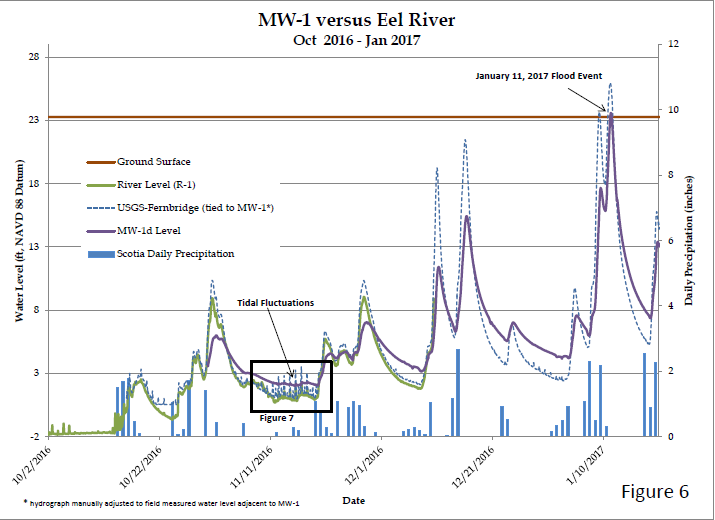 MW-1 versus Eel River
Oct 2016 - Jan 2017
28
23
18
13
8
3
-2
12
10
8
6
4
2
0
Water Level (ft, NAVD 88 Datum)
Daily Precipitation (inches)
January 11, 2017 Flood Event
Ground Surface
River Level (R-1)
USGS-Fernbridge (tied to MW-1*)
MW-1d Level
Scotia Daily Precipitation
Tidal Fluctuations
Figure 7
10/2/2016
10/22/2016
11/11/2016
12/1/2016
12/21/2016
1/10/2017
Date
Figure 6
* hydrograph manually adjusted to field measured water level adjacent to MW-1